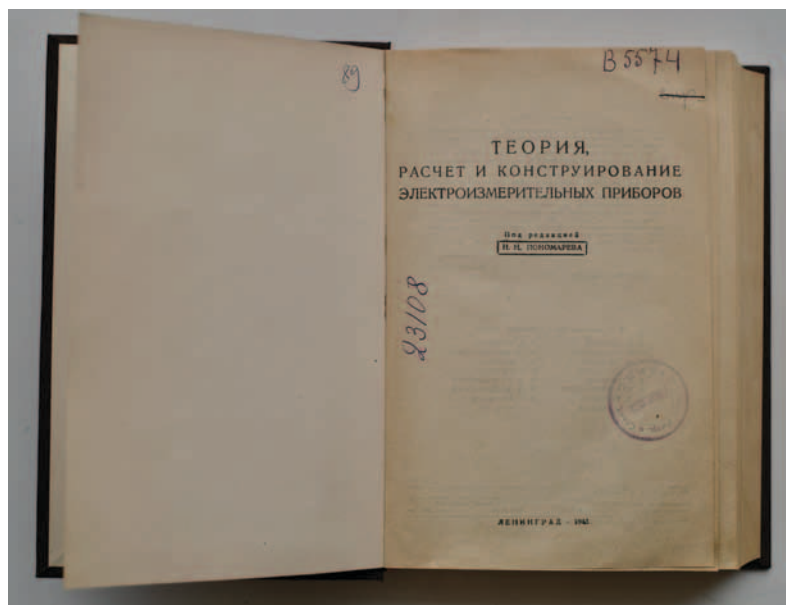 89
В 5574
ТЕОРИЯ,
РАСЧЕТ И КОНСТРУИРОВАНИЕ
ЭЛЕКТРОИЗМЕРИТЕЛЬНЫХ ПРИБОРОВ
Под редакцией
Н. Н. ПОНОМАРЕВА
23108
ЛЕНИНГРАД —